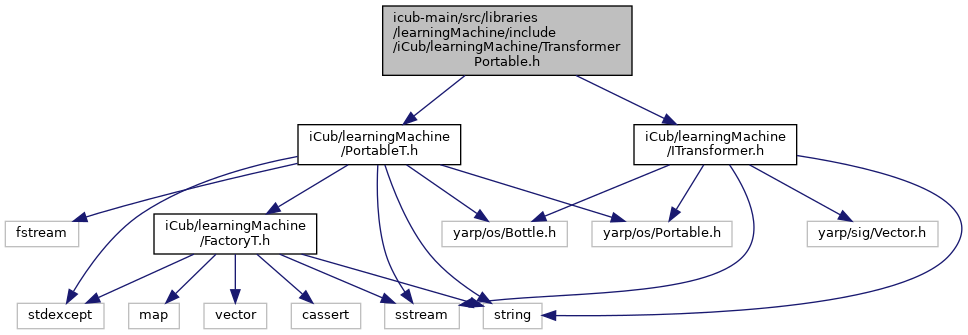 icub-main/src/libraries
/learningMachine/include
/iCub/learningMachine/Transformer
Portable.h
iCub/learningMachine
/PortableT.h
iCub/learningMachine
/ITransformer.h
fstream
iCub/learningMachine
/FactoryT.h
yarp/os/Bottle.h
yarp/os/Portable.h
yarp/sig/Vector.h
stdexcept
map
vector
cassert
sstream
string